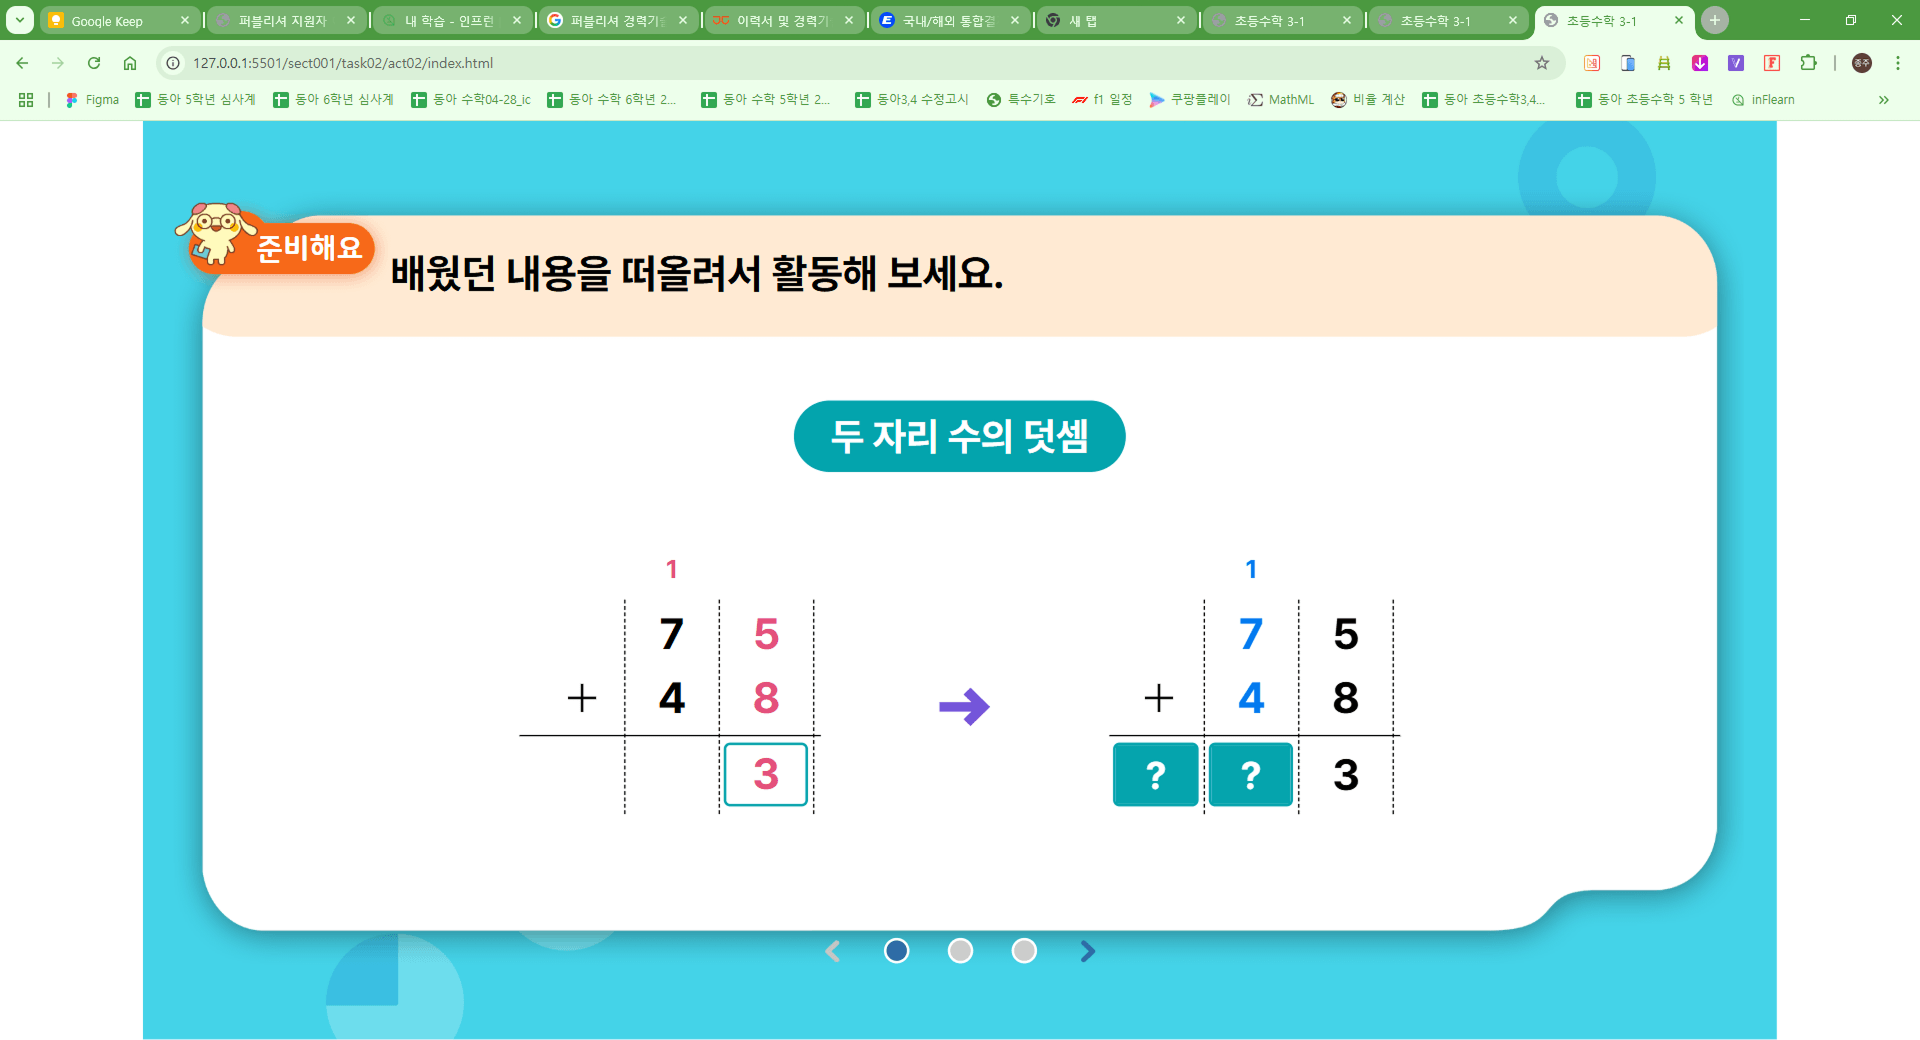 Google Keep
퍼블리셔 지원자
내 학습 - 인프런
퍼블리셔 경력기술
이력서 및 경력기
국내/해외 통합결
새 탭
초등수학 3-1
초등수학 3-1
초등수학 3-1
127.0.0.1:5501/sect001/task02/act02/index.html
종주
Figma
동아 5학년 심사계
동아 6학년 심사계
동아 수학04-28_ic
동아 수학 6학년 2...
동아 수학 5학년 2...
동아3,4 수정고시
특수기호
f1 일정
쿠팡플레이
MathML
비율 계산
동아 초등수학3,4...
동아 초등수학 5 학년
inFlearn
준비해요
배웠던 내용을 떠올려서 활동해 보세요.
두 자리 수의 덧셈
1
7 5
+ 4 8
3
➔
1
7 5
+ 4 8
? ? 3